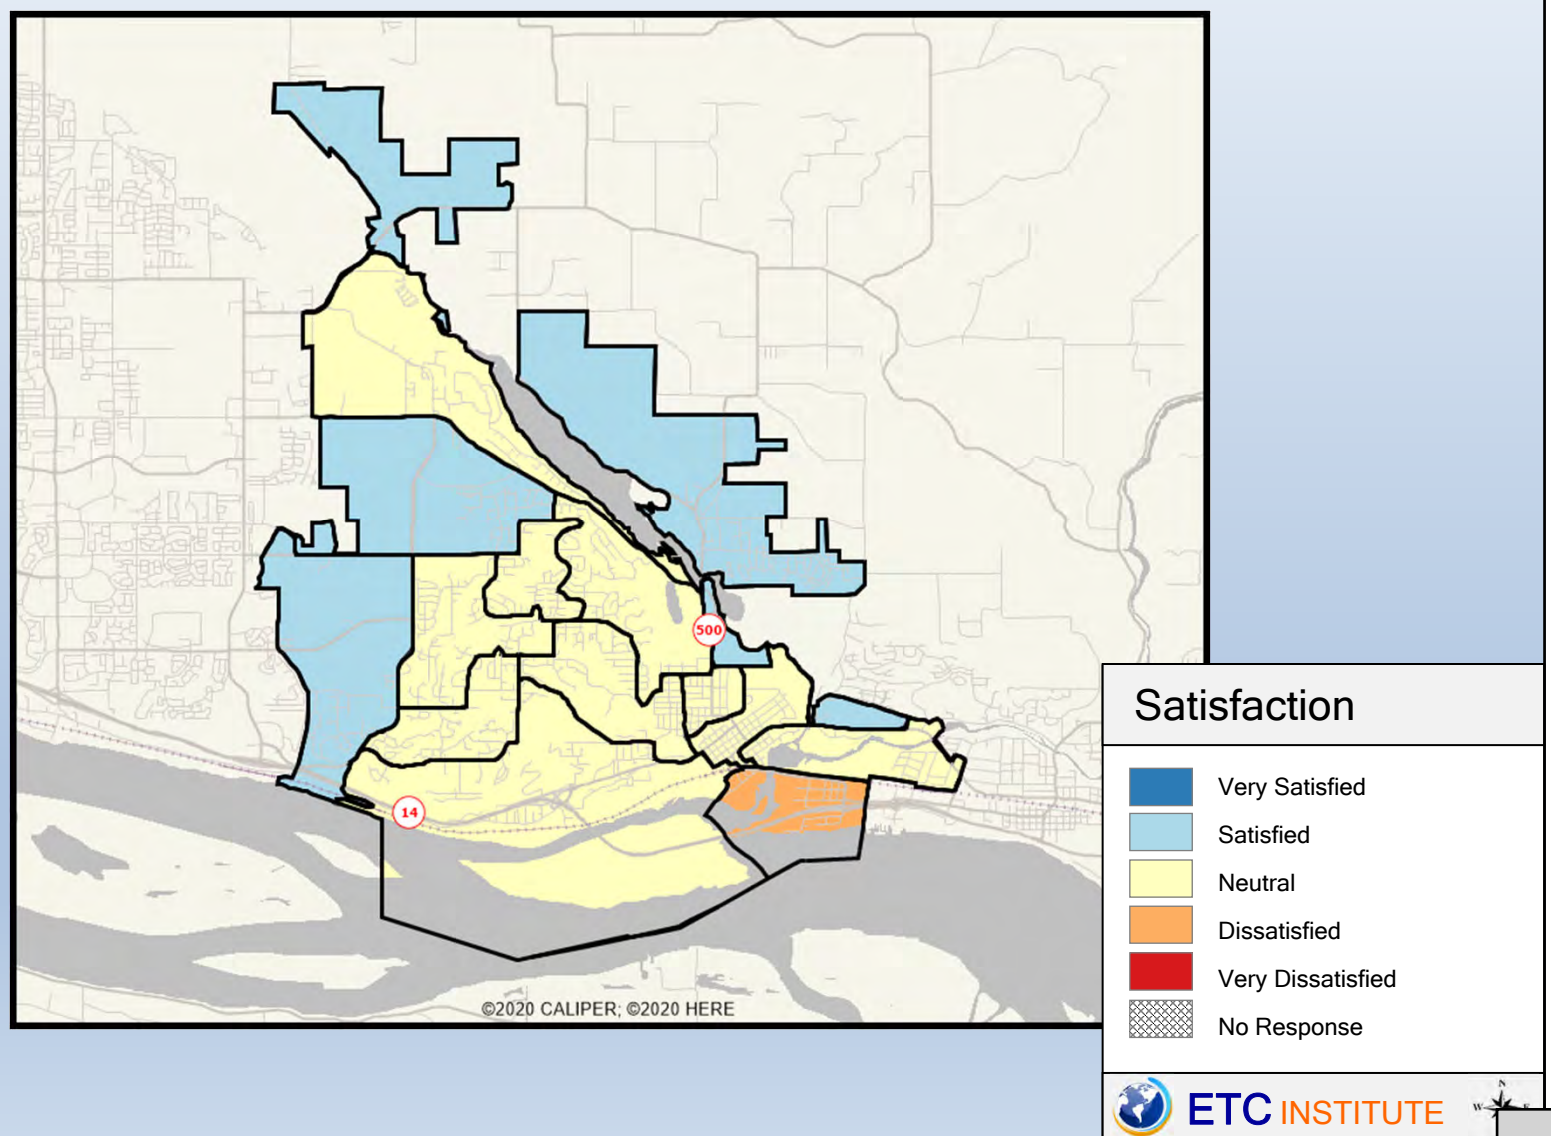 500
14
©2020 CALIPER; ©2020 HERE
Satisfaction
Very Satisfied
Satisfied
Neutral
Dissatisfied
Very Dissatisfied
No Response
ETC INSTITUTE
N
W E